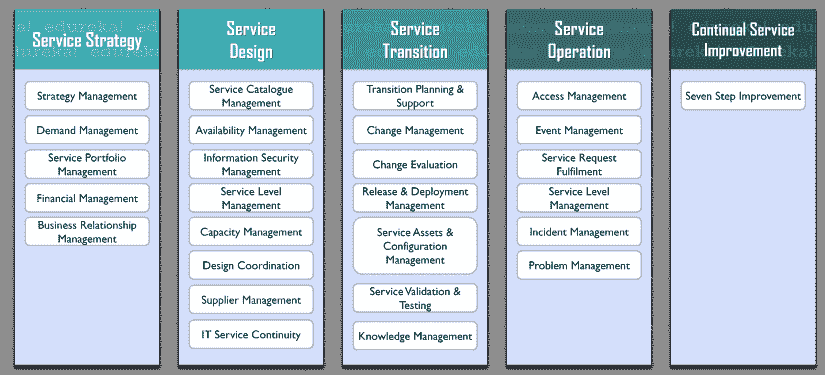 Service Strategy
Strategy Management
Demand Management
Service Portfolio
Management
Financial Management
Business Relationship
Management
Service
Design
Service Catalogue
Management
Availability Management
Information Security
Management
Service Level
Management
Capacity Management
Design Coordination
Supplier Management
IT Service Continuity
Service
Transition
Transition Planning &
Support
Change Management
Change Evaluation
Release & Deployment
Management
Service Assets &
Configuration
Management
Service Validation &
Testing
Knowledge Management
Service
Operation
Access Management
Event Management
Service Request
Fulfilment
Service Level
Management
Incident Management
Problem Management
Continual Service
Improvement
Seven Step Improvement